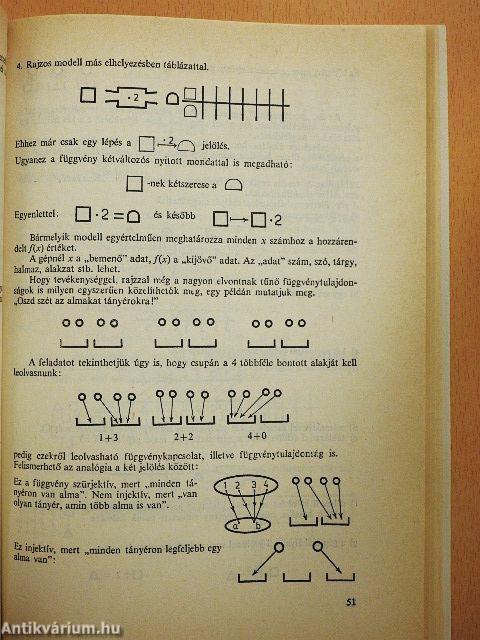 4. Rajzos modell más elhelyezésben táblázattal.
· 2
Ehhez már csak egy lépés a □ –·2→ ⌓ jelölés.
Ugyanez a függvény kétváltozós nyitott mondattal is megadható:
□ -nek kétszerese a ⌓
Egyenlettel: □ · 2 = ⌓ és később □ ↦ □ · 2
Bármelyik modell egyértelműen meghatározza minden x számhoz a hozzáren-
delt f(x) értéket.
A gépnél x a „bemenő” adat, f(x) a „kijövő” adat. Az „adat” szám, szó, tárgy,
halmaz, alakzat stb. lehet.
Hogy tevékenységgel, rajzzal még a nagyon elvontnak tűnő függvénytulajdon-
ságok is milyen egyszerűen közelíthetők meg, egy példán mutatjuk meg.
„Oszd szét az almákat tányérokra!”
A feladatot tekinthetjük úgy is, hogy csupán a 4 többféle bontott alakját kell
leolvasnunk:
1+3 2+2 4+0
pedig ezekről leolvasható függvénykapcsolat, illetve függvénytulajdonság is.
Felismerhető az analógia a két jelölés között:
Ez a függvény szürjektív, mert „minden tá-
nyéron van alma”. Nem injektív, mert „van
olyan tányér, amin több alma is van”.
1 2 3 4
a b
Ez injektív, mert „minden tányéron legfeljebb egy
alma van”:
51
Antikvárium.hu